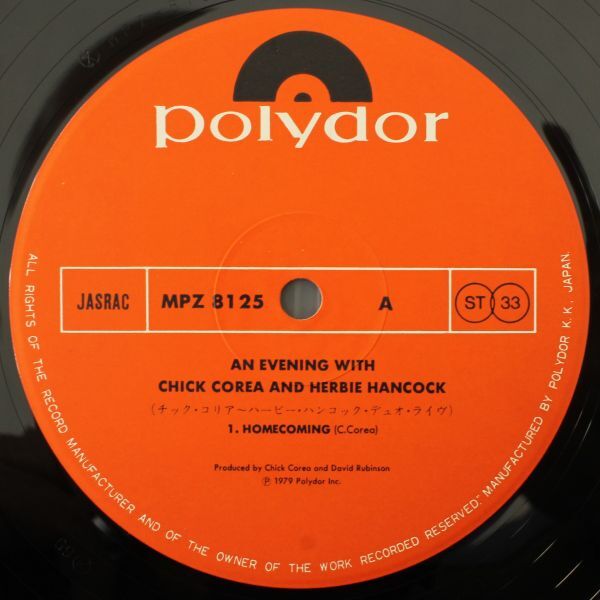 polydor
JASRAC
MPZ 8125
A
ST 33
AN EVENING WITH
CHICK COREA AND HERBIE HANCOCK
(チック・コリア〜ハービー・ハンコック・デュオ・ライヴ)
1. HOMECOMING (C.Corea)
Produced by Chick Corea and David Rubinson
Ⓟ 1979 Polydor Inc.
ALL RIGHTS OF THE RECORD MANUFACTURER AND OF THE OWNER OF THE WORK RECORDED RESERVED. MANUFACTURED BY POLYDOR K.K., JAPAN.